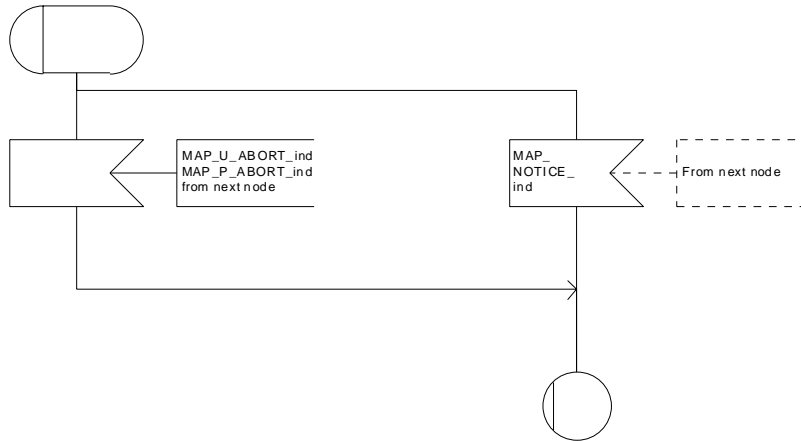 MAP_U_ABORT_ind
MAP_P_ABORT_ind
from next node
MAP_
NOTICE_
ind
From next node